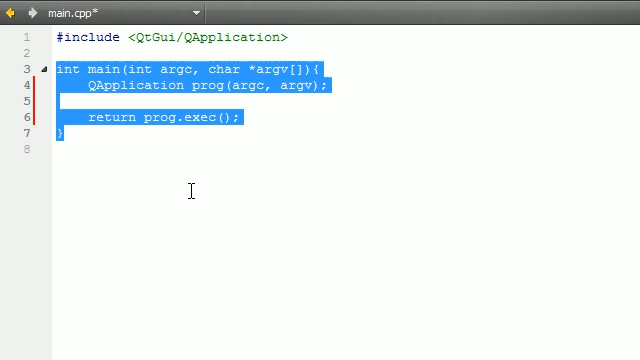 main.cpp*
1 #include <QtGui/QApplication>
2
3 int main(int argc, char *argv[]){
4 QApplication prog(argc, argv);
5
6 return prog.exec();
7 }
8